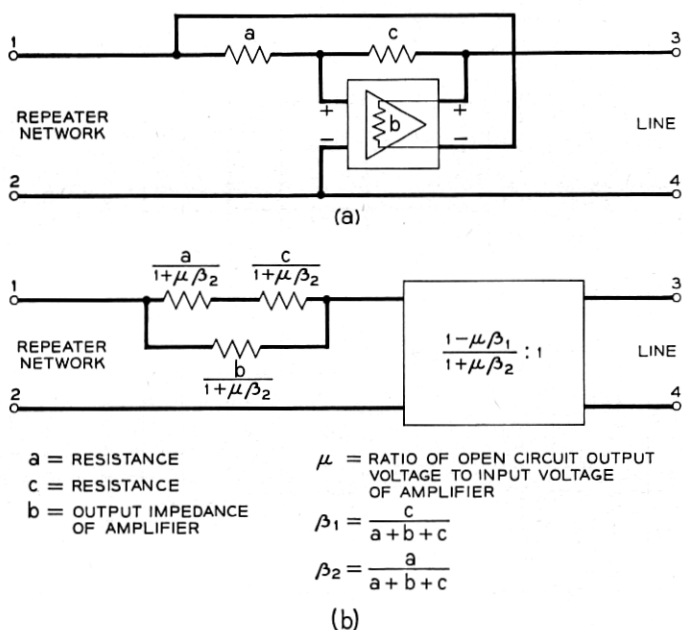 1 a c 3
+ + b − −
REPEATER
NETWORK
LINE
2 4
(a)
a/(1+μβ₂) c/(1+μβ₂)
1 3
REPEATER
NETWORK
b/(1+μβ₂)
(1−μβ₁)/(1+μβ₂) : 1
LINE
2 4
a = RESISTANCE
c = RESISTANCE
b = OUTPUT IMPEDANCE
OF AMPLIFIER
μ = RATIO OF OPEN CIRCUIT OUTPUT
VOLTAGE TO INPUT VOLTAGE
OF AMPLIFIER
β₁ = c/(a+b+c)
β₂ = a/(a+b+c)
(b)